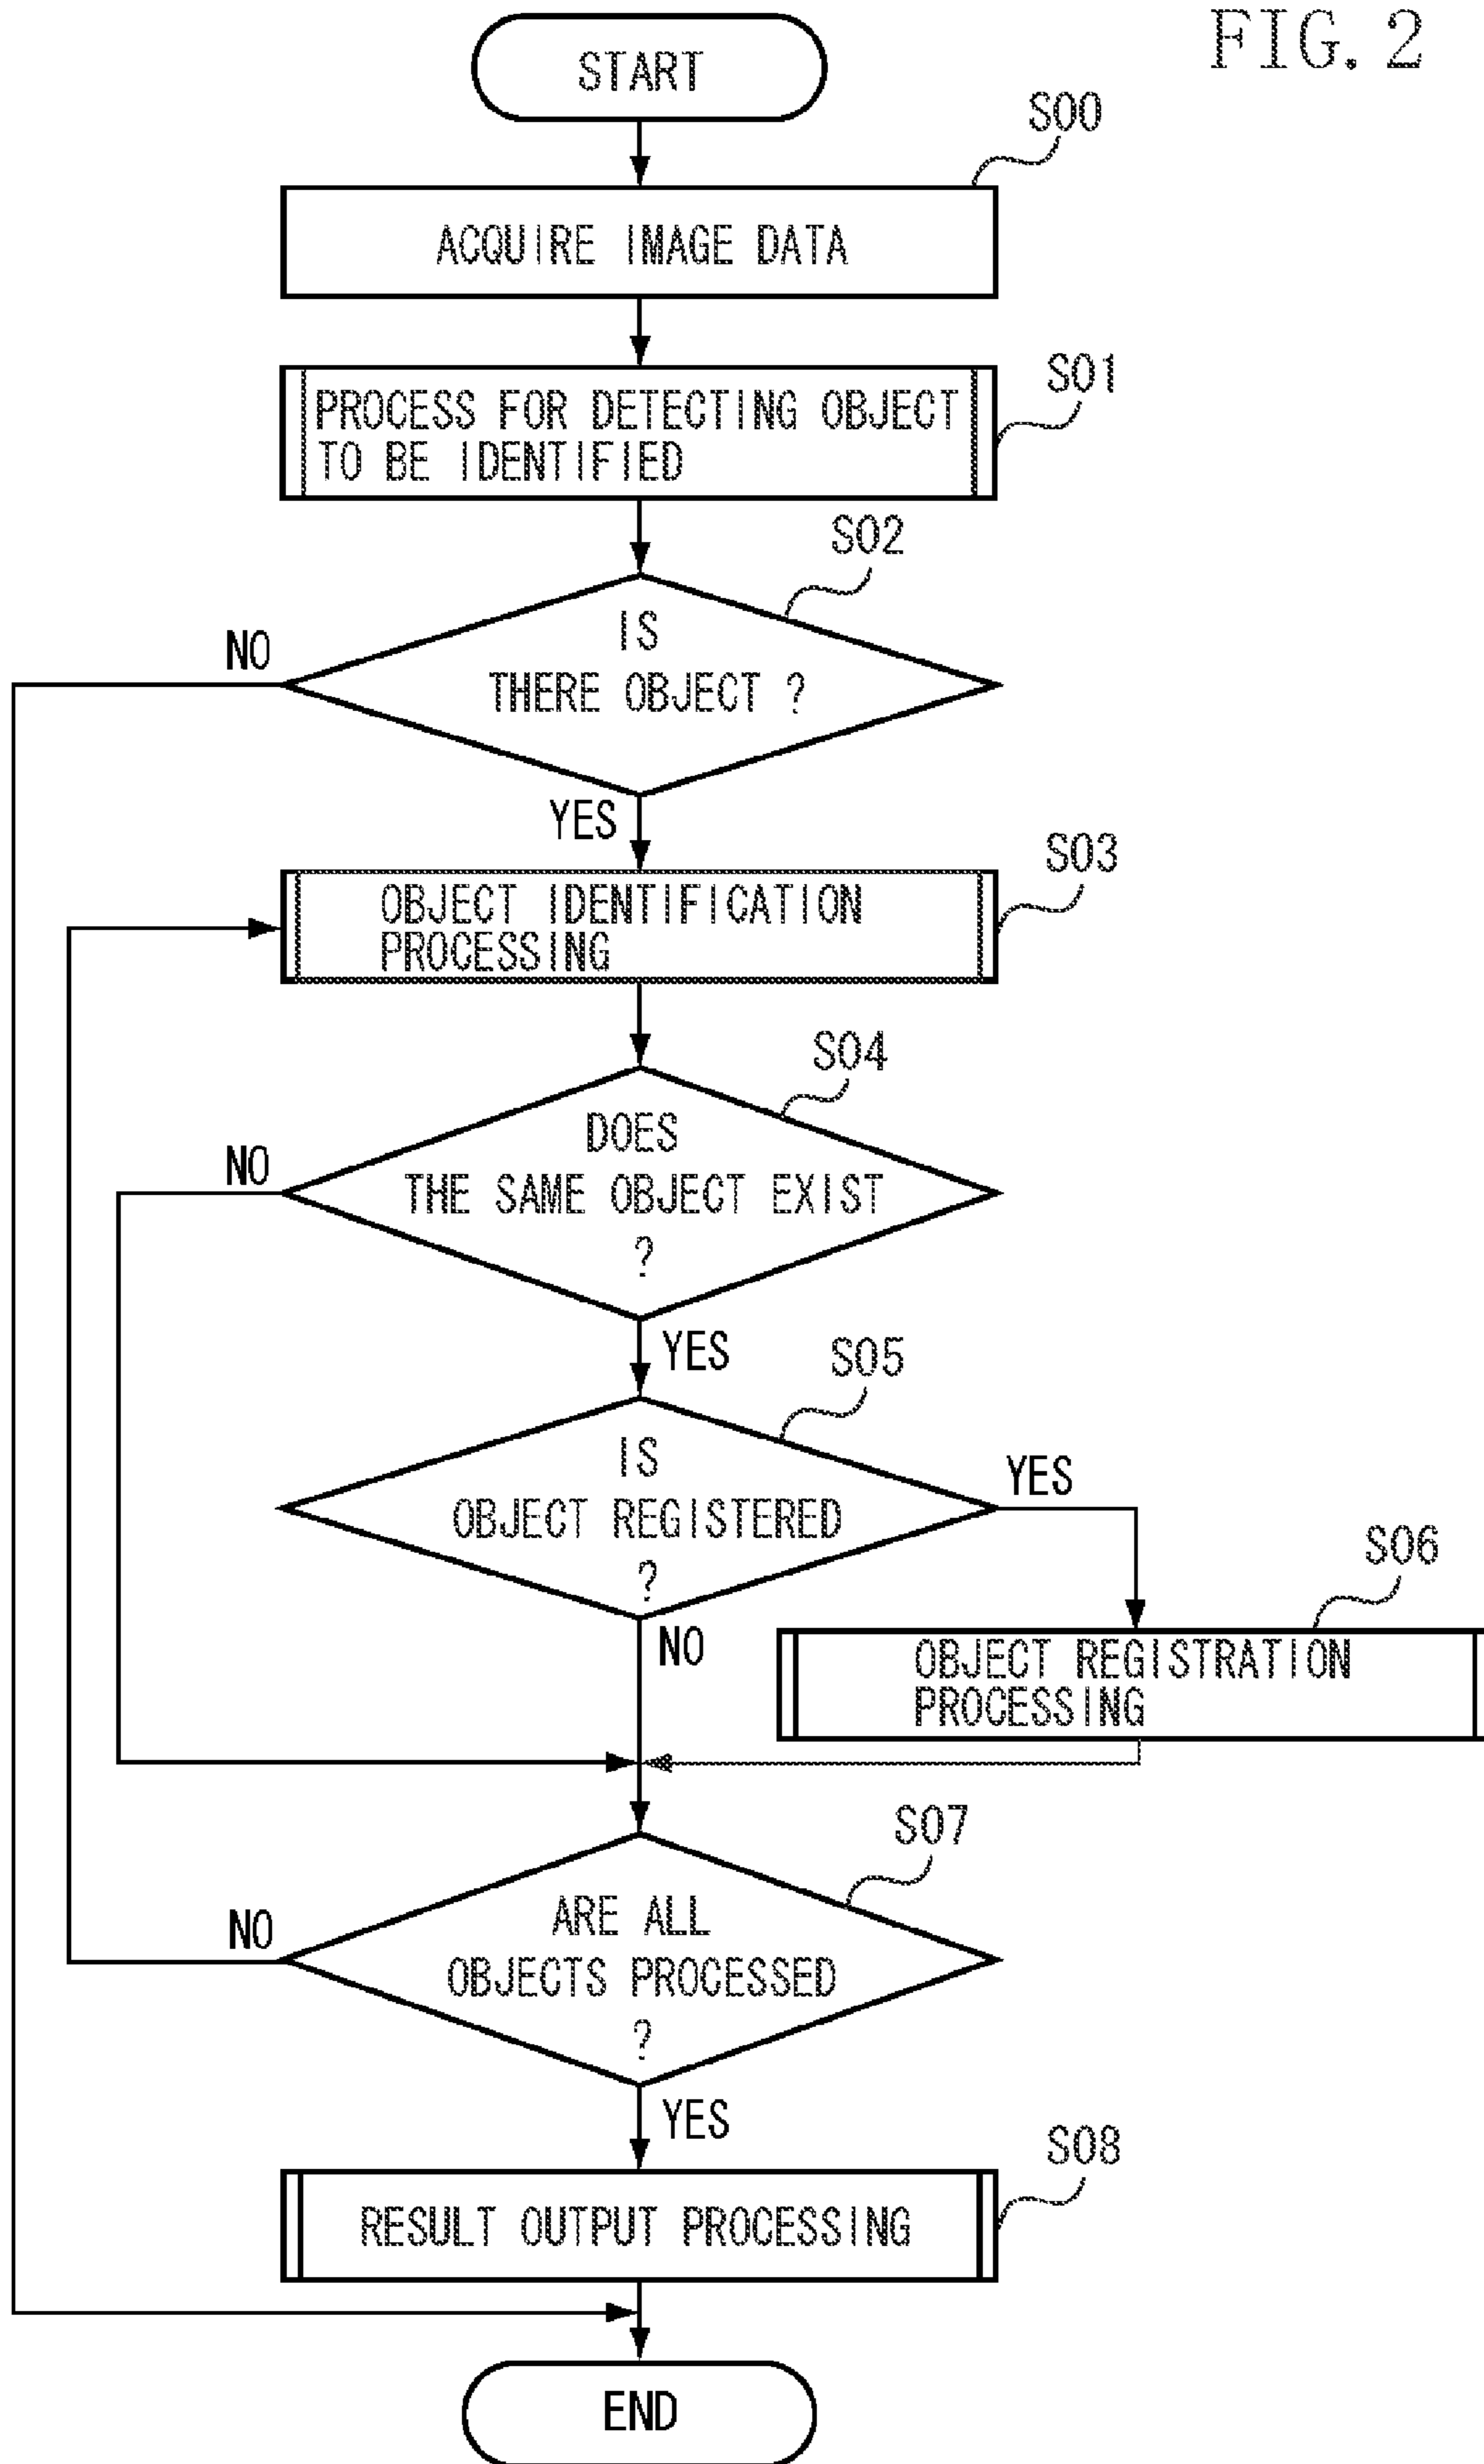 FIG. 2
START
S00
ACQUIRE IMAGE DATA
S01
PROCESS FOR DETECTING OBJECT
TO BE IDENTIFIED
S02
IS
THERE OBJECT ?
NO
YES
S03
OBJECT IDENTIFICATION
PROCESSING
S04
DOES
THE SAME OBJECT EXIST
?
NO
YES
S05
IS
OBJECT REGISTERED
?
YES
NO
S06
OBJECT REGISTRATION
PROCESSING
S07
ARE ALL
OBJECTS PROCESSED
?
NO
YES
S08
RESULT OUTPUT PROCESSING
END